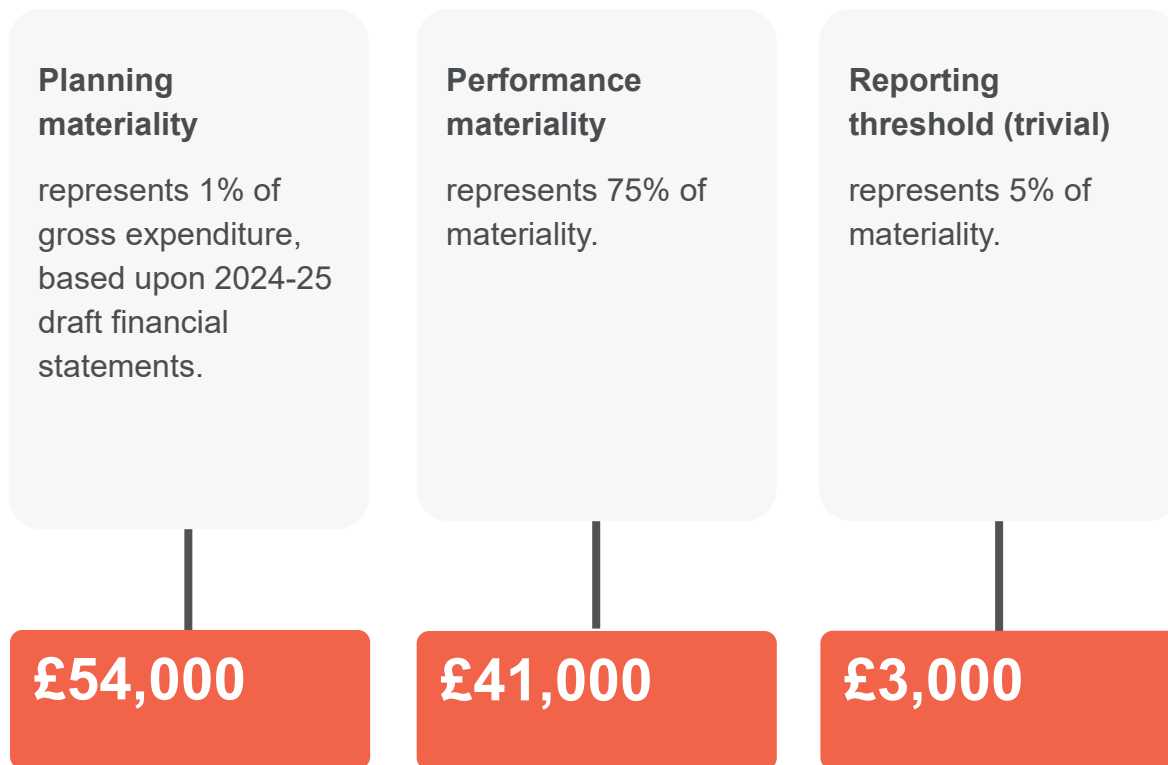 Planning
materiality
represents 1% of
gross expenditure,
based upon 2024-25
draft financial
statements.
£54,000
Performance
materiality
represents 75% of
materiality.
£41,000
Reporting
threshold (trivial)
represents 5% of
materiality.
£3,000